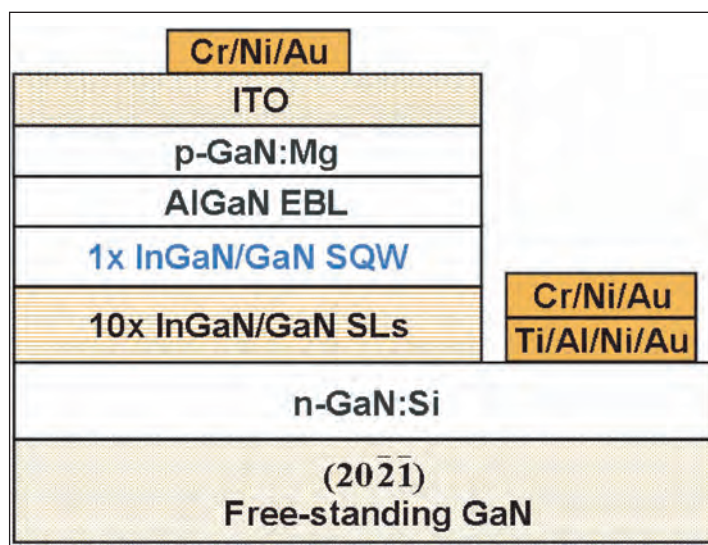 Cr/Ni/Au
ITO
p-GaN:Mg
AlGaN EBL
1x InGaN/GaN SQW
10x InGaN/GaN SLs
Cr/Ni/Au
Ti/Al/Ni/Au
n-GaN:Si
(202̄1̄)
Free-standing GaN